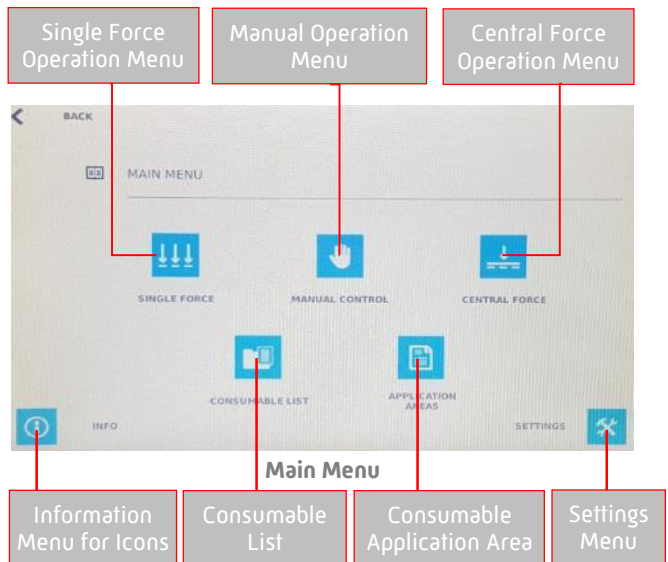 Single Force
Operation Menu
Manual Operation
Menu
Central Force
Operation Menu
BACK
MAIN MENU
SINGLE FORCE
MANUAL CONTROL
CENTRAL FORCE
CONSUMABLE LIST
APPLICATION
AREAS
INFO
SETTINGS
Main Menu
Information
Menu for Icons
Consumable
List
Consumable
Application Area
Settings
Menu